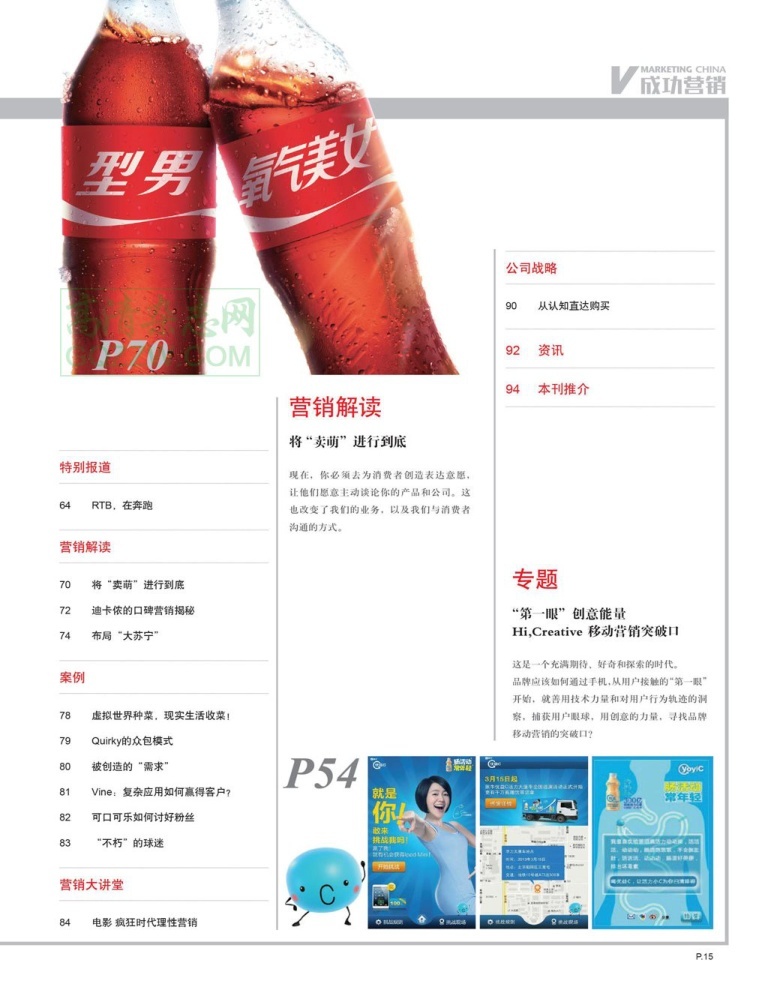 MARKETING CHINA
成功营销
型男
氧气美女
P70
特别报道
64 RTB，在奔跑
营销解读
70 将“卖萌”进行到底
72 迪卡侬的口碑营销揭秘
74 布局“大苏宁”
案例
78 虚拟世界种菜，现实生活收菜！
79 Quirky的众包模式
80 被创造的“需求”
81 Vine：复杂应用如何赢得客户？
82 可口可乐如何讨好粉丝
83 “不朽”的球迷
营销大讲堂
84 电影 疯狂时代理性营销
营销解读
将“卖萌”进行到底
现在，你必须去为消费者创造表达意愿，
让他们愿意主动谈论你的产品和公司。这
也改变了我们的业务，以及我们与消费者
沟通的方式。
公司战略
90 从认知直达购买
92 资讯
94 本刊推介
专题
“第一眼”创意能量
Hi,Creative 移动营销突破口
这是一个充满期待、好奇和探索的时代。
品牌应该如何通过手机，从用户接触的“第一眼”
开始，就善用技术力量和对用户行为轨迹的洞
察，捕获用户眼球，用创意的力量，寻找品牌
移动营销的突破口？
P54
C
就是
你！
敢来
挑战我吗！
3月15日起
YoyiC
常年轻
P.15